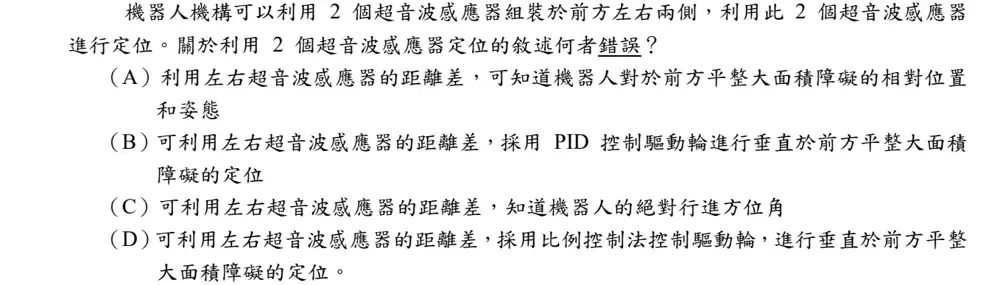 機器人機構可以利用 2 個超音波感應器組裝於前方左右兩側，利用此 2 個超音波感應器
進行定位。關於利用 2 個超音波感應器定位的敘述何者錯誤？
（A）利用左右超音波感應器的距離差，可知道機器人對於前方平整大面積障礙的相對位置
和姿態
（B）可利用左右超音波感應器的距離差，採用 PID 控制驅動輪進行垂直於前方平整大面積
障礙的定位
（C）可利用左右超音波感應器的距離差，知道機器人的絕對行進方位角
（D）可利用左右超音波感應器的距離差，採用比例控制法控制驅動輪，進行垂直於前方平整
大面積障礙的定位。